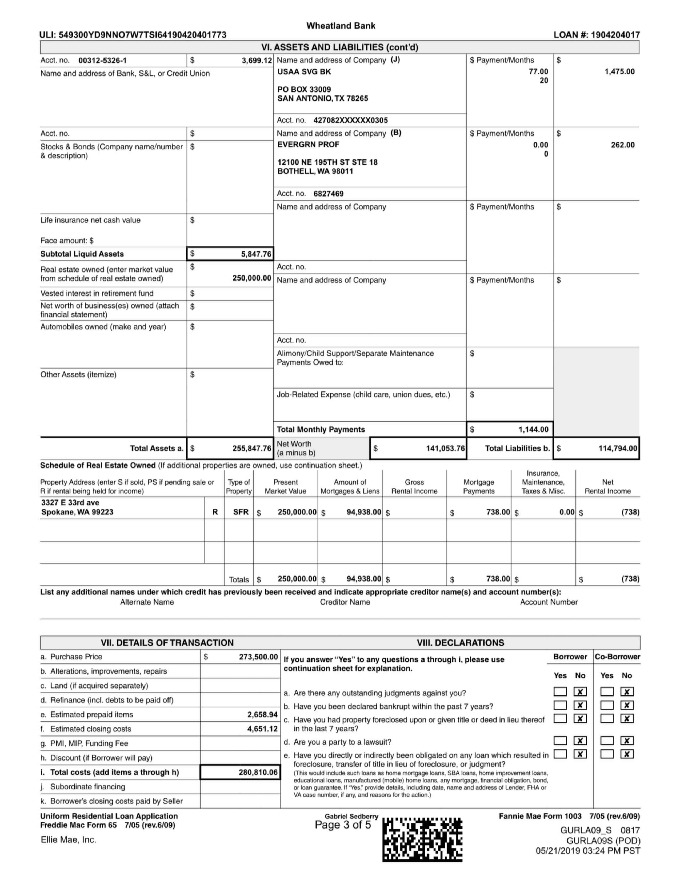 Wheatland Bank
ULI: 549300YD9NNO7W7TSI64190420401773 LOAN #: 1904204017
VI. ASSETS AND LIABILITIES (cont'd)
Acct. no. 00312-5326-1 $ 3,699.12 Name and address of Company (J) $ Payment/Months $
Name and address of Bank, S&L, or Credit Union USAA SVG BK 77.00 1,475.00
20
PO BOX 33009
SAN ANTONIO, TX 78265
Acct. no. 427082XXXXXX0305
Acct. no. $ Name and address of Company (B) $ Payment/Months $
Stocks & Bonds (Company name/number $ EVERGRN PROF 0.00 262.00
& description) 0
12100 NE 195TH ST STE 18
BOTHELL, WA 98011
Acct. no. 6827469
Name and address of Company $ Payment/Months $
Life insurance net cash value $
Face amount: $
Subtotal Liquid Assets $ 5,847.76
Real estate owned (enter market value $ Acct. no.
from schedule of real estate owned) 250,000.00 Name and address of Company $ Payment/Months $
Vested interest in retirement fund $
Net worth of business(es) owned (attach $
financial statement)
Automobiles owned (make and year) $
Acct. no.
Alimony/Child Support/Separate Maintenance $
Payments Owed to:
Other Assets (itemize) $
Job-Related Expense (child care, union dues, etc.) $
Total Monthly Payments $ 1,144.00
Total Assets a. $ 255,847.76 Net Worth $ 141,053.76 Total Liabilities b. $ 114,794.00
(a minus b)
Schedule of Real Estate Owned (If additional properties are owned, use continuation sheet.)
Property Address (enter S if sold, PS if pending sale or R if rental being held for income) Type of Property Present Market Value Amount of Mortgages & Liens Gross Rental Income Mortgage Payments Insurance, Maintenance, Taxes & Misc. Net Rental Income
3327 E 33rd ave
Spokane, WA 99223 R SFR $ 250,000.00 $ 94,938.00 $ $ 738.00 $ 0.00 $ (738)
Totals $ 250,000.00 $ 94,938.00 $ $ 738.00 $ $ (738)
List any additional names under which credit has previously been received and indicate appropriate creditor name(s) and account number(s):
Alternate Name Creditor Name Account Number
VII. DETAILS OF TRANSACTION
a. Purchase Price $ 273,500.00
b. Alterations, improvements, repairs
c. Land (if acquired separately)
d. Refinance (incl. debts to be paid off)
e. Estimated prepaid items 2,658.94
f. Estimated closing costs 4,651.12
g. PMI, MIP, Funding Fee
h. Discount (if Borrower will pay)
i. Total costs (add items a through h) 280,810.06
j. Subordinate financing
k. Borrower's closing costs paid by Seller
VIII. DECLARATIONS
If you answer "Yes" to any questions a through i, please use Borrower Co-Borrower
continuation sheet for explanation.
Yes No Yes No
a. Are there any outstanding judgments against you? X X
b. Have you been declared bankrupt within the past 7 years? X X
c. Have you had property foreclosed upon or given title or deed in lieu thereof X X
in the last 7 years?
d. Are you a party to a lawsuit? X X
e. Have you directly or indirectly been obligated on any loan which resulted in X X
foreclosure, transfer of title in lieu of foreclosure, or judgment?
(This would include such loans as home mortgage loans, SBA loans, home improvement loans,
educational loans, manufactured (mobile) home loans, any mortgage, financial obligation, bond,
or loan guarantee. If "Yes," provide details, including date, name and address of Lender, FHA or
VA case number, if any, and reasons for the action.)
Uniform Residential Loan Application Gabriel Sedberry Fannie Mae Form 1003 7/05 (rev.6/09)
Freddie Mac Form 65 7/05 (rev.6/09) Page 3 of 5
GURLA09_S 0817
Ellie Mae, Inc. GURLA09S (POD)
05/21/2019 03:24 PM PST